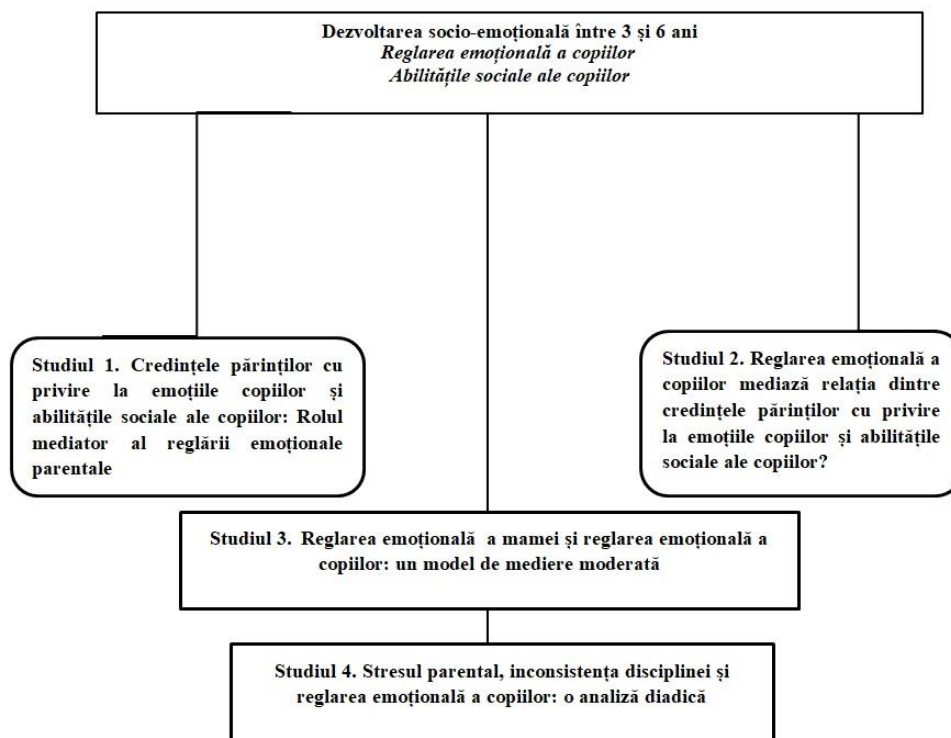 Dezvoltarea socio-emoțională între 3 și 6 ani
Reglarea emoțională a copiilor
Abilitățile sociale ale copiilor
Studiul 1. Credințele părinților cu
privire la emoțiile copiilor și
abilitățile sociale ale copiilor: Rolul
mediator al reglării emoționale
parentale
Studiul 2. Reglarea emoțională a
copiilor mediază relația dintre
credințele părinților cu privire
la emoțiile copiilor și abilitățile
sociale ale copiilor?
Studiul 3. Reglarea emoțională a mamei și reglarea emoțională a
copiilor: un model de mediere moderată
Studiul 4. Stresul parental, inconsistența disciplinei și
reglarea emoțională a copiilor: o analiză diadică